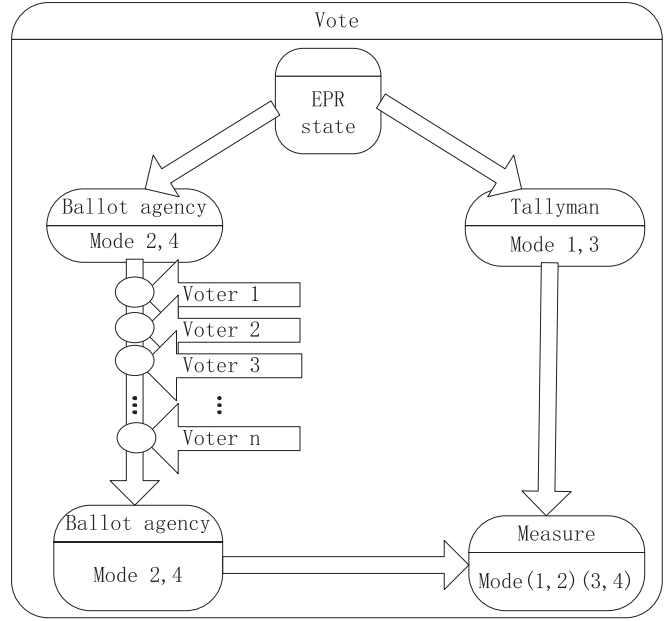 Vote
EPR
state
Ballot agency
Mode 2,4
Tallyman
Mode 1,3
Voter 1
Voter 2
Voter 3
...
...
Voter n
Ballot agency
Mode 2,4
Measure
Mode(1,2)(3,4)